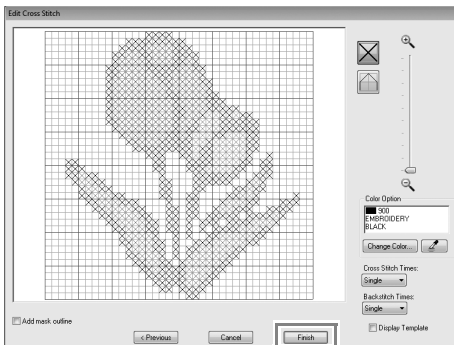 Edit Cross Stitch
Color Option
900
EMBROIDERY
BLACK
Change Color...
Cross Stitch Times:
Single
Backstitch Times:
Single
Add mask outline
Display Template
< Previous
Cancel
Finish